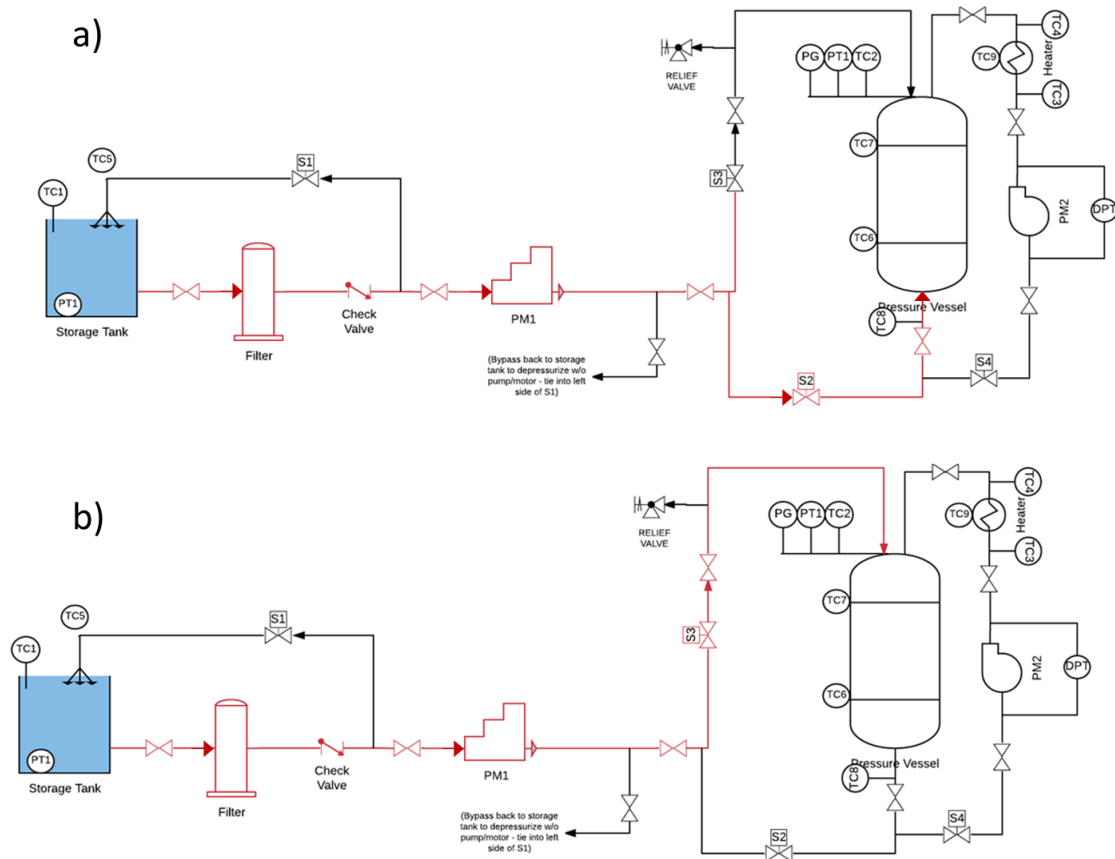 a)
TC4
Heater
TC9
TC3
PG
PT1
TC2
RELIEF
VALVE
TC7
S1
TC5
S3
TC1
PM2
DPT
TC6
PT1
Storage Tank
Filter
Check
Valve
PM1
Pressure Vessel
TC8
(Bypass back to storage
tank to depressurize w/o
pump/motor - tie into left
side of S1)
S2
S4
b)
TC4
Heater
TC9
TC3
PG
PT1
TC2
RELIEF
VALVE
TC7
S1
TC5
S3
TC1
PM2
DPT
TC6
PT1
Storage Tank
Filter
Check
Valve
PM1
Pressure Vessel
TC8
(Bypass back to storage
tank to depressurize w/o
pump/motor - tie into left
side of S1)
S2
S4